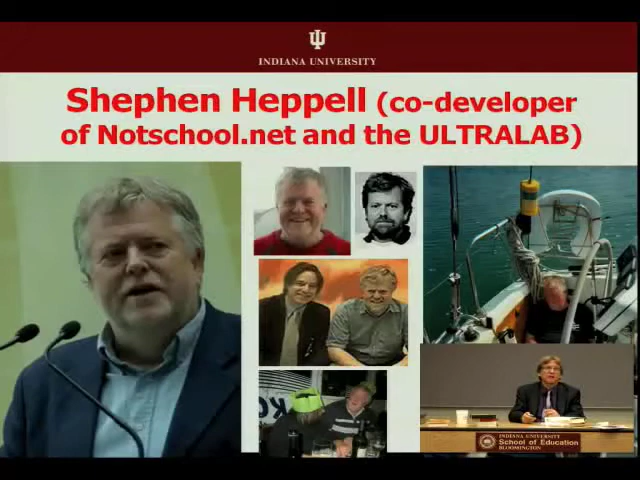 INDIANA UNIVERSITY
Shephen Heppell (co-developer
of Notschool.net and the ULTRALAB)
INDIANA UNIVERSITY
School of Education
BLOOMINGTON